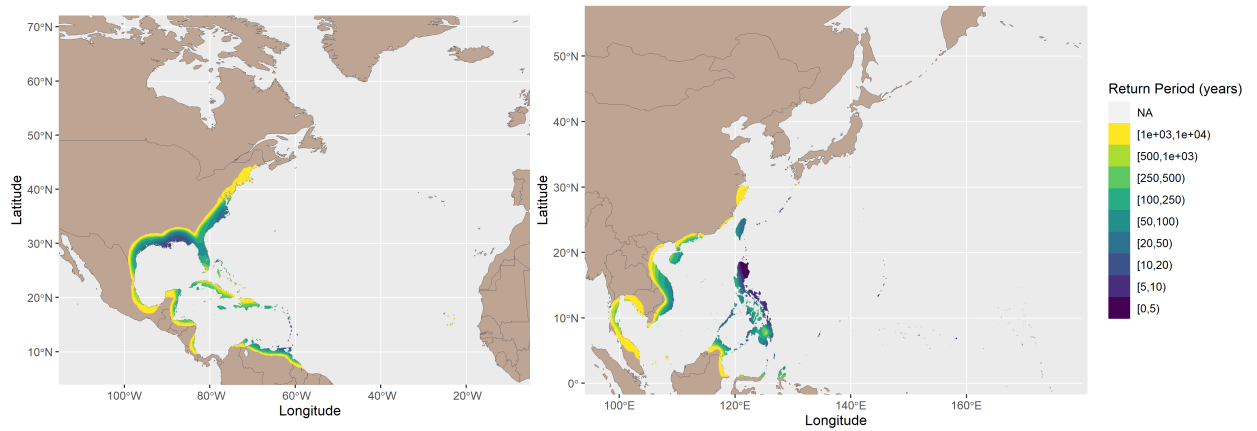 70°N
60°N
50°N
40°N
30°N
20°N
10°N
Latitude
100°W 80°W 60°W 40°W 20°W
Longitude
50°N
40°N
30°N
20°N
10°N
0°
Latitude
100°E 120°E 140°E 160°E
Longitude
Return Period (years)
NA
[1e+03,1e+04)
[500,1e+03)
[250,500)
[100,250)
[50,100)
[20,50)
[10,20)
[5,10)
[0,5)